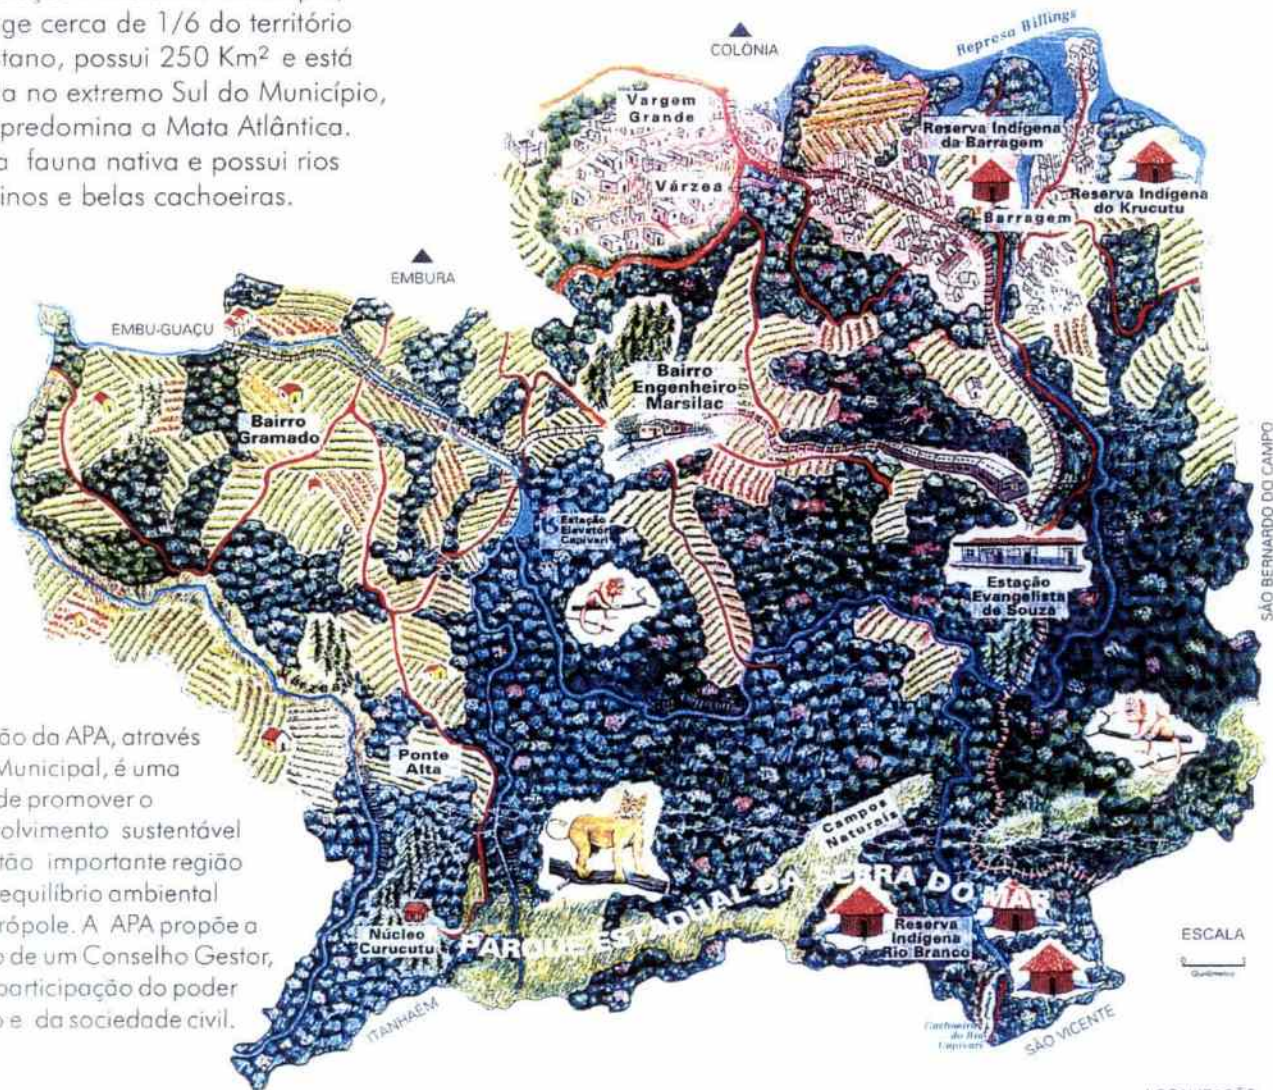 ge cerca de 1/6 do território
tano, possui 250 Km² e está
a no extremo Sul do Município,
predomina a Mata Atlântica.
a fauna nativa e possui rios
inos e belas cachoeiras.
COLÔNIA
Represa Billings
Vargem
Grande
Reserva Indígena
da Barragem
Várzea
Barragem
Reserva Indígena
do Krucutu
EMBURA
EMBU-GUAÇU
Bairro
Gramado
Bairro
Engenheiro
Marsilac
SÃO BERNARDO DO CAMPO
Estação
Elevatória
Capivari
Estação
Evangelista
de Souza
Várzeas
Ponte
Alta
ão da APA, através
Municipal, é uma
de promover o
olvimento sustentável
tão importante região
equilíbrio ambiental
rópole. A APA propõe a
o de um Conselho Gestor,
participação do poder
o e da sociedade civil.
Campos
Naturais
PARQUE ESTADUAL DA SERRA DO MAR
Núcleo
Curucutu
Reserva
Indígena
Rio Branco
ESCALA
ITANHAÉM
Cachoeira
do Rio
Capivari
SÃO VICENTE